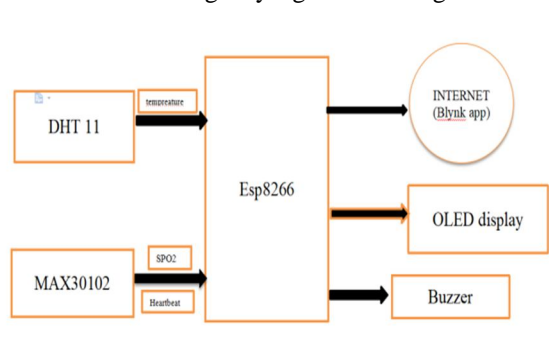 tempreature
DHT 11
INTERNET
(Blynk app)
Esp8266
OLED display
SPO2
MAX30102
Heartbeat
Buzzer